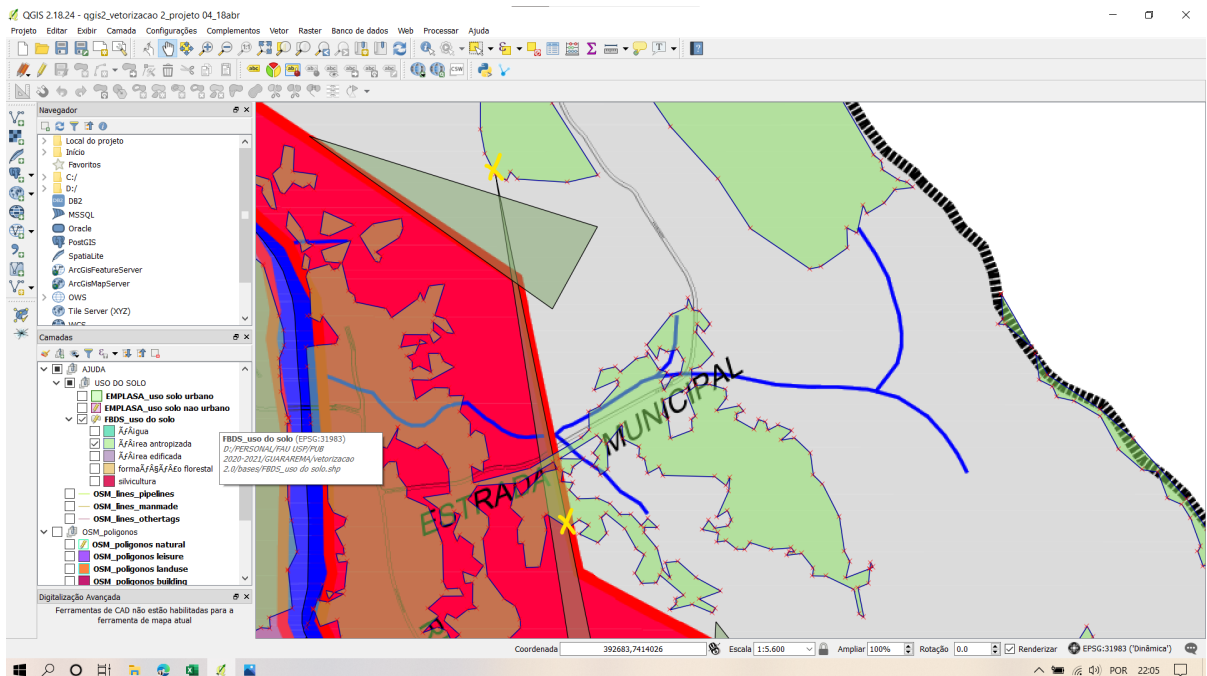 QGIS 2.18.24 - qgis2_vetorizacao 2_projeto 04_18abr
Projeto Editar Exibir Camada Configurações Complementos Vetor Raster Banco de dados Web Processar Ajuda
Navegador
Local do projeto
Início
Favoritos
C:/
D:/
DB2
MSSQL
Oracle
PostGIS
SpatiaLite
ArcGisFeatureServer
ArcGisMapServer
OWS
Tile Server (XYZ)
WCS
Camadas
AJUDA
USO DO SOLO
EMPLASA_uso solo urbano
EMPLASA_uso solo nao urbano
FBDS_uso do solo
ÃƒÂigua
ÃƒÂirea antropizada
ÃƒÂirea edificada
formaÃƒÂ§ÃƒÂ£o florestal
silvicultura
OSM_lines_pipelines
OSM_lines_manmade
OSM_lines_othertags
OSM_poligonos
OSM_poligonos natural
OSM_poligonos leisure
OSM_poligonos landuse
OSM_poligonos building
FBDS_uso do solo (EPSG:31983)
D:/PERSONAL/FAU USP/PUB
2020-2021/GUARAREMA/vetorizacao
2.0/bases/FBDS_uso do solo.shp
ESTRADA MUNICIPAL
Digitalização Avançada
Ferramentas de CAD não estão habilitadas para a
ferramenta de mapa atual
Coordenada 392683,7414026 Escala 1:5.600 Ampliar 100% Rotação 0.0 Renderizar EPSG:31983 ('Dinâmica')
POR 22:05